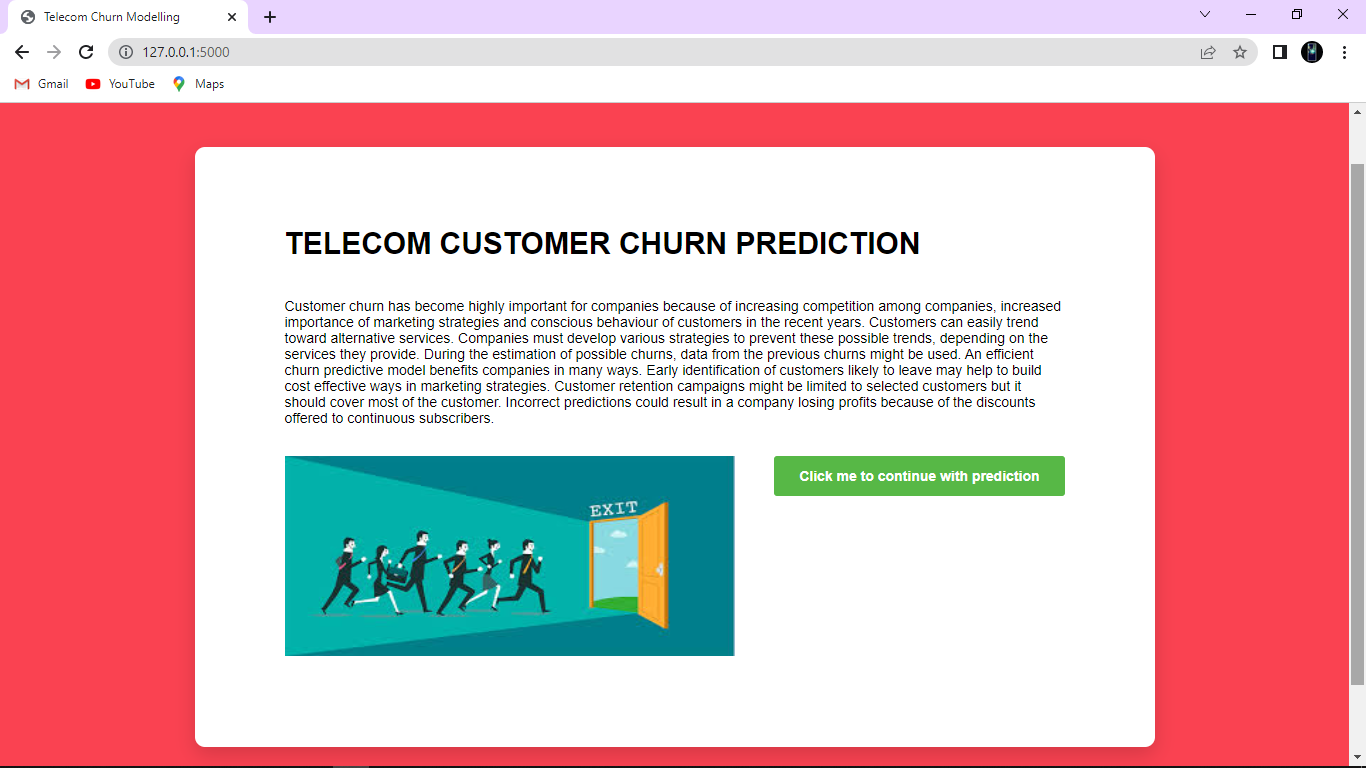 Telecom Churn Modelling
127.0.0.1:5000
Gmail YouTube Maps
TELECOM CUSTOMER CHURN PREDICTION
Customer churn has become highly important for companies because of increasing competition among companies, increased
importance of marketing strategies and conscious behaviour of customers in the recent years. Customers can easily trend
toward alternative services. Companies must develop various strategies to prevent these possible trends, depending on the
services they provide. During the estimation of possible churns, data from the previous churns might be used. An efficient
churn predictive model benefits companies in many ways. Early identification of customers likely to leave may help to build
cost effective ways in marketing strategies. Customer retention campaigns might be limited to selected customers but it
should cover most of the customer. Incorrect predictions could result in a company losing profits because of the discounts
offered to continuous subscribers.
EXIT
Click me to continue with prediction